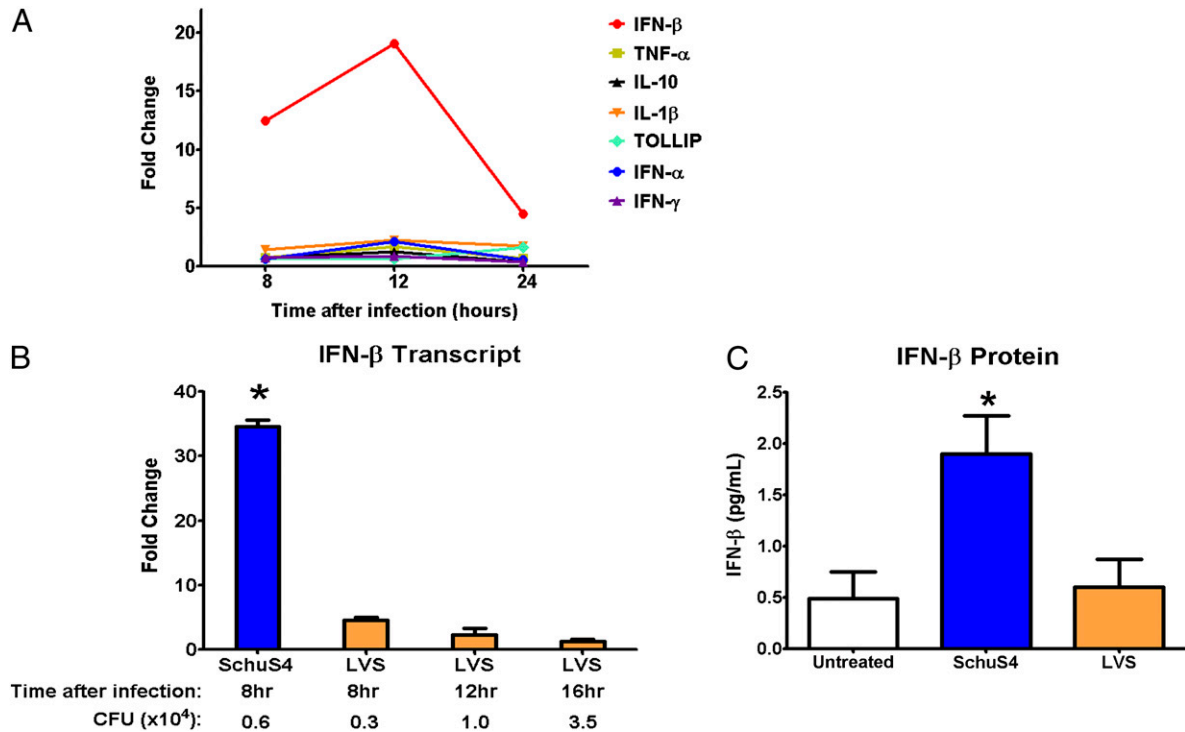 A
Fold Change
20
15
10
5
0
8
12
24
Time after infection (hours)
IFN-β
TNF-α
IL-10
IL-1β
TOLLIP
IFN-α
IFN-γ
B
IFN-β Transcript
Fold Change
40
30
20
10
0
SchuS4 LVS LVS LVS
Time after infection: 8hr 8hr 12hr 16hr
CFU (x10⁴): 0.6 0.3 1.0 3.5
*
C
IFN-β Protein
IFN-β (pg/mL)
2.5
2.0
1.5
1.0
0.5
0.0
*
Untreated SchuS4 LVS